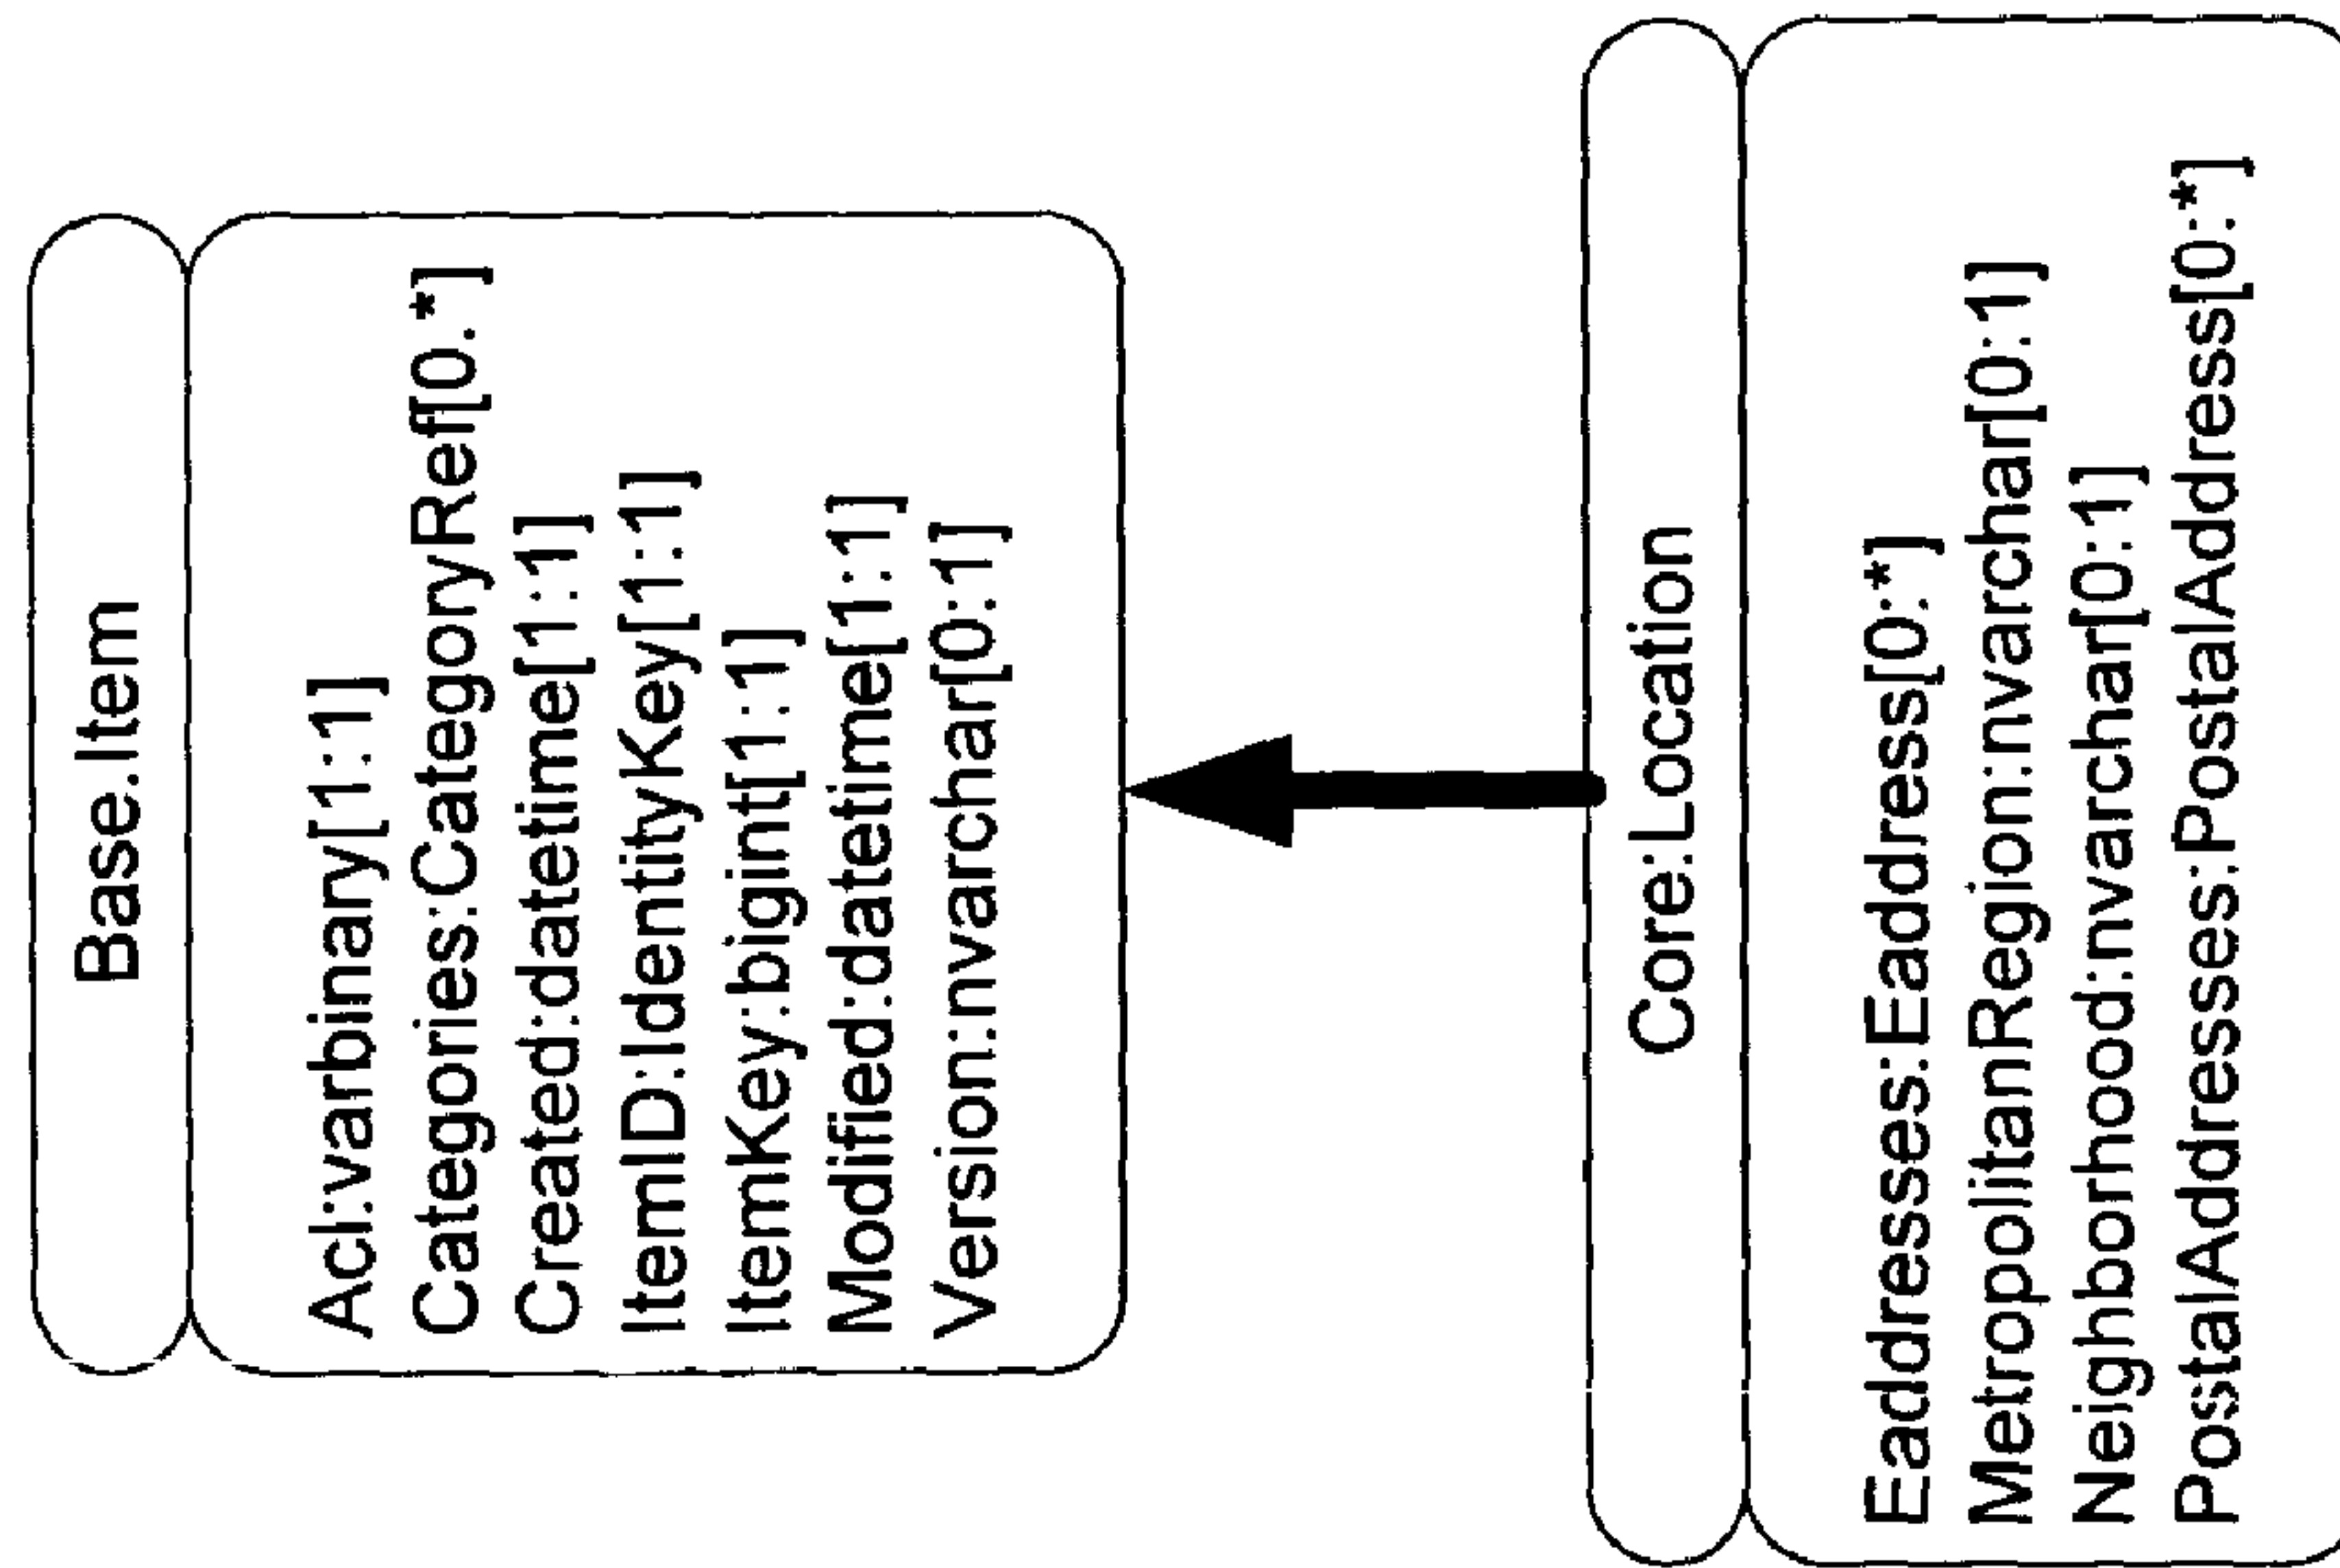 Base.Item
Acl:varbinary[1:1]
Categories:CategoryRef[0.*]
Created:datetime[1:1]
ItemID:IdentityKey[1:1]
ItemKey:bigint[1:1]
Modified:datetime[1:1]
Version:nvarchar[0:1]
Core:Location
Eaddresses:Eaddress[0:*]
MetropolitanRegion:nvarchar[0:1]
Neighborhood:nvarchar[0:1]
PostalAddresses:PostalAddress[0:*]